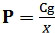 P = Cg/X